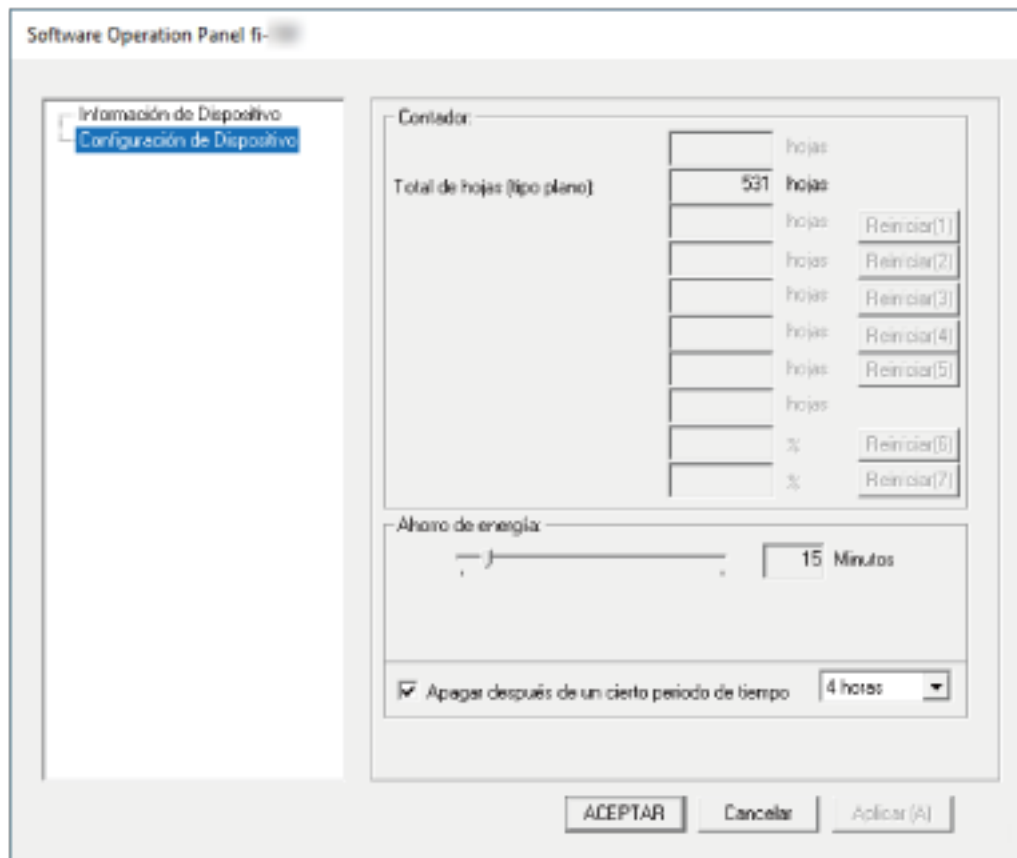 Software Operation Panel fi-
Información de Dispositivo
Configuración de Dispositivo
Contador:
hojas
Total de hojas (tipo plano): 531 hojas
hojas Reiniciar(1)
hojas Reiniciar(2)
hojas Reiniciar(3)
hojas Reiniciar(4)
hojas Reiniciar(5)
hojas
% Reiniciar(6)
% Reiniciar(7)
Ahorro de energía:
15 Minutos
Apagar después de un cierto periodo de tiempo 4 horas
ACEPTAR Cancelar Aplicar(A)